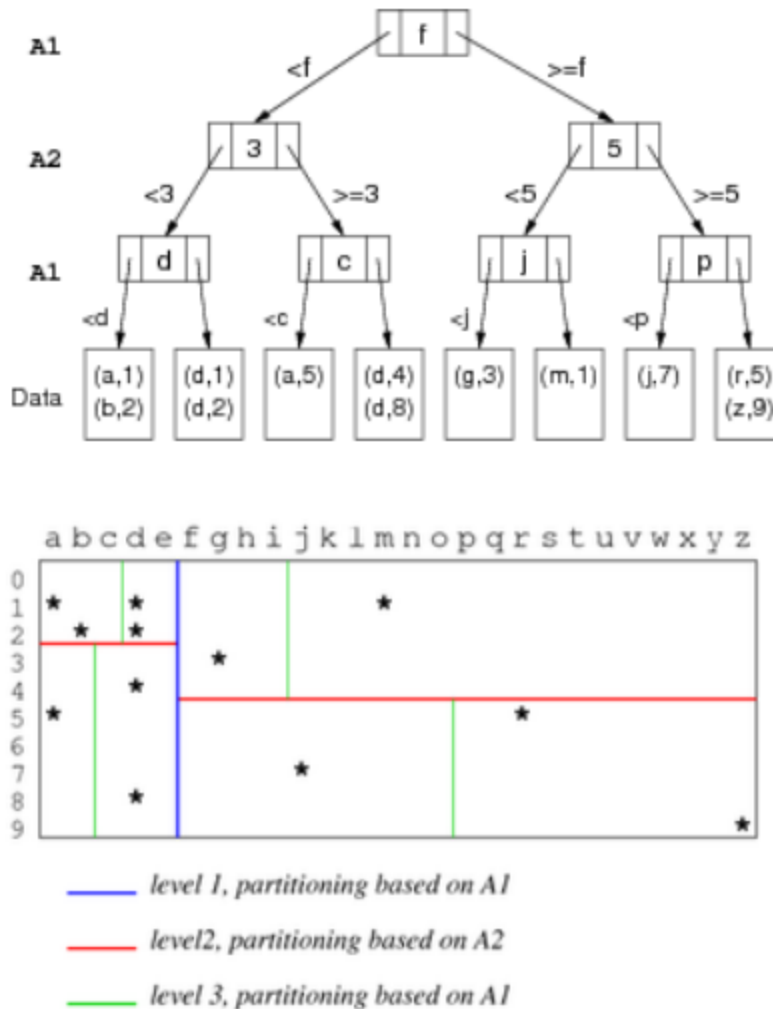 A1
f
<f
>=f
A2
3
5
<3
>=3
<5
>=5
A1
d
c
j
p
<d
<c
<j
<p
Data
(a,1)
(b,2)
(d,1)
(d,2)
(a,5)
(d,4)
(d,8)
(g,3)
(m,1)
(j,7)
(r,5)
(z,9)
a b c d e f g h i j k l m n o p q r s t u v w x y z
0
1
2
3
4
5
6
7
8
9
level 1, partitioning based on A1
level2, partitioning based on A2
level 3, partitioning based on A1